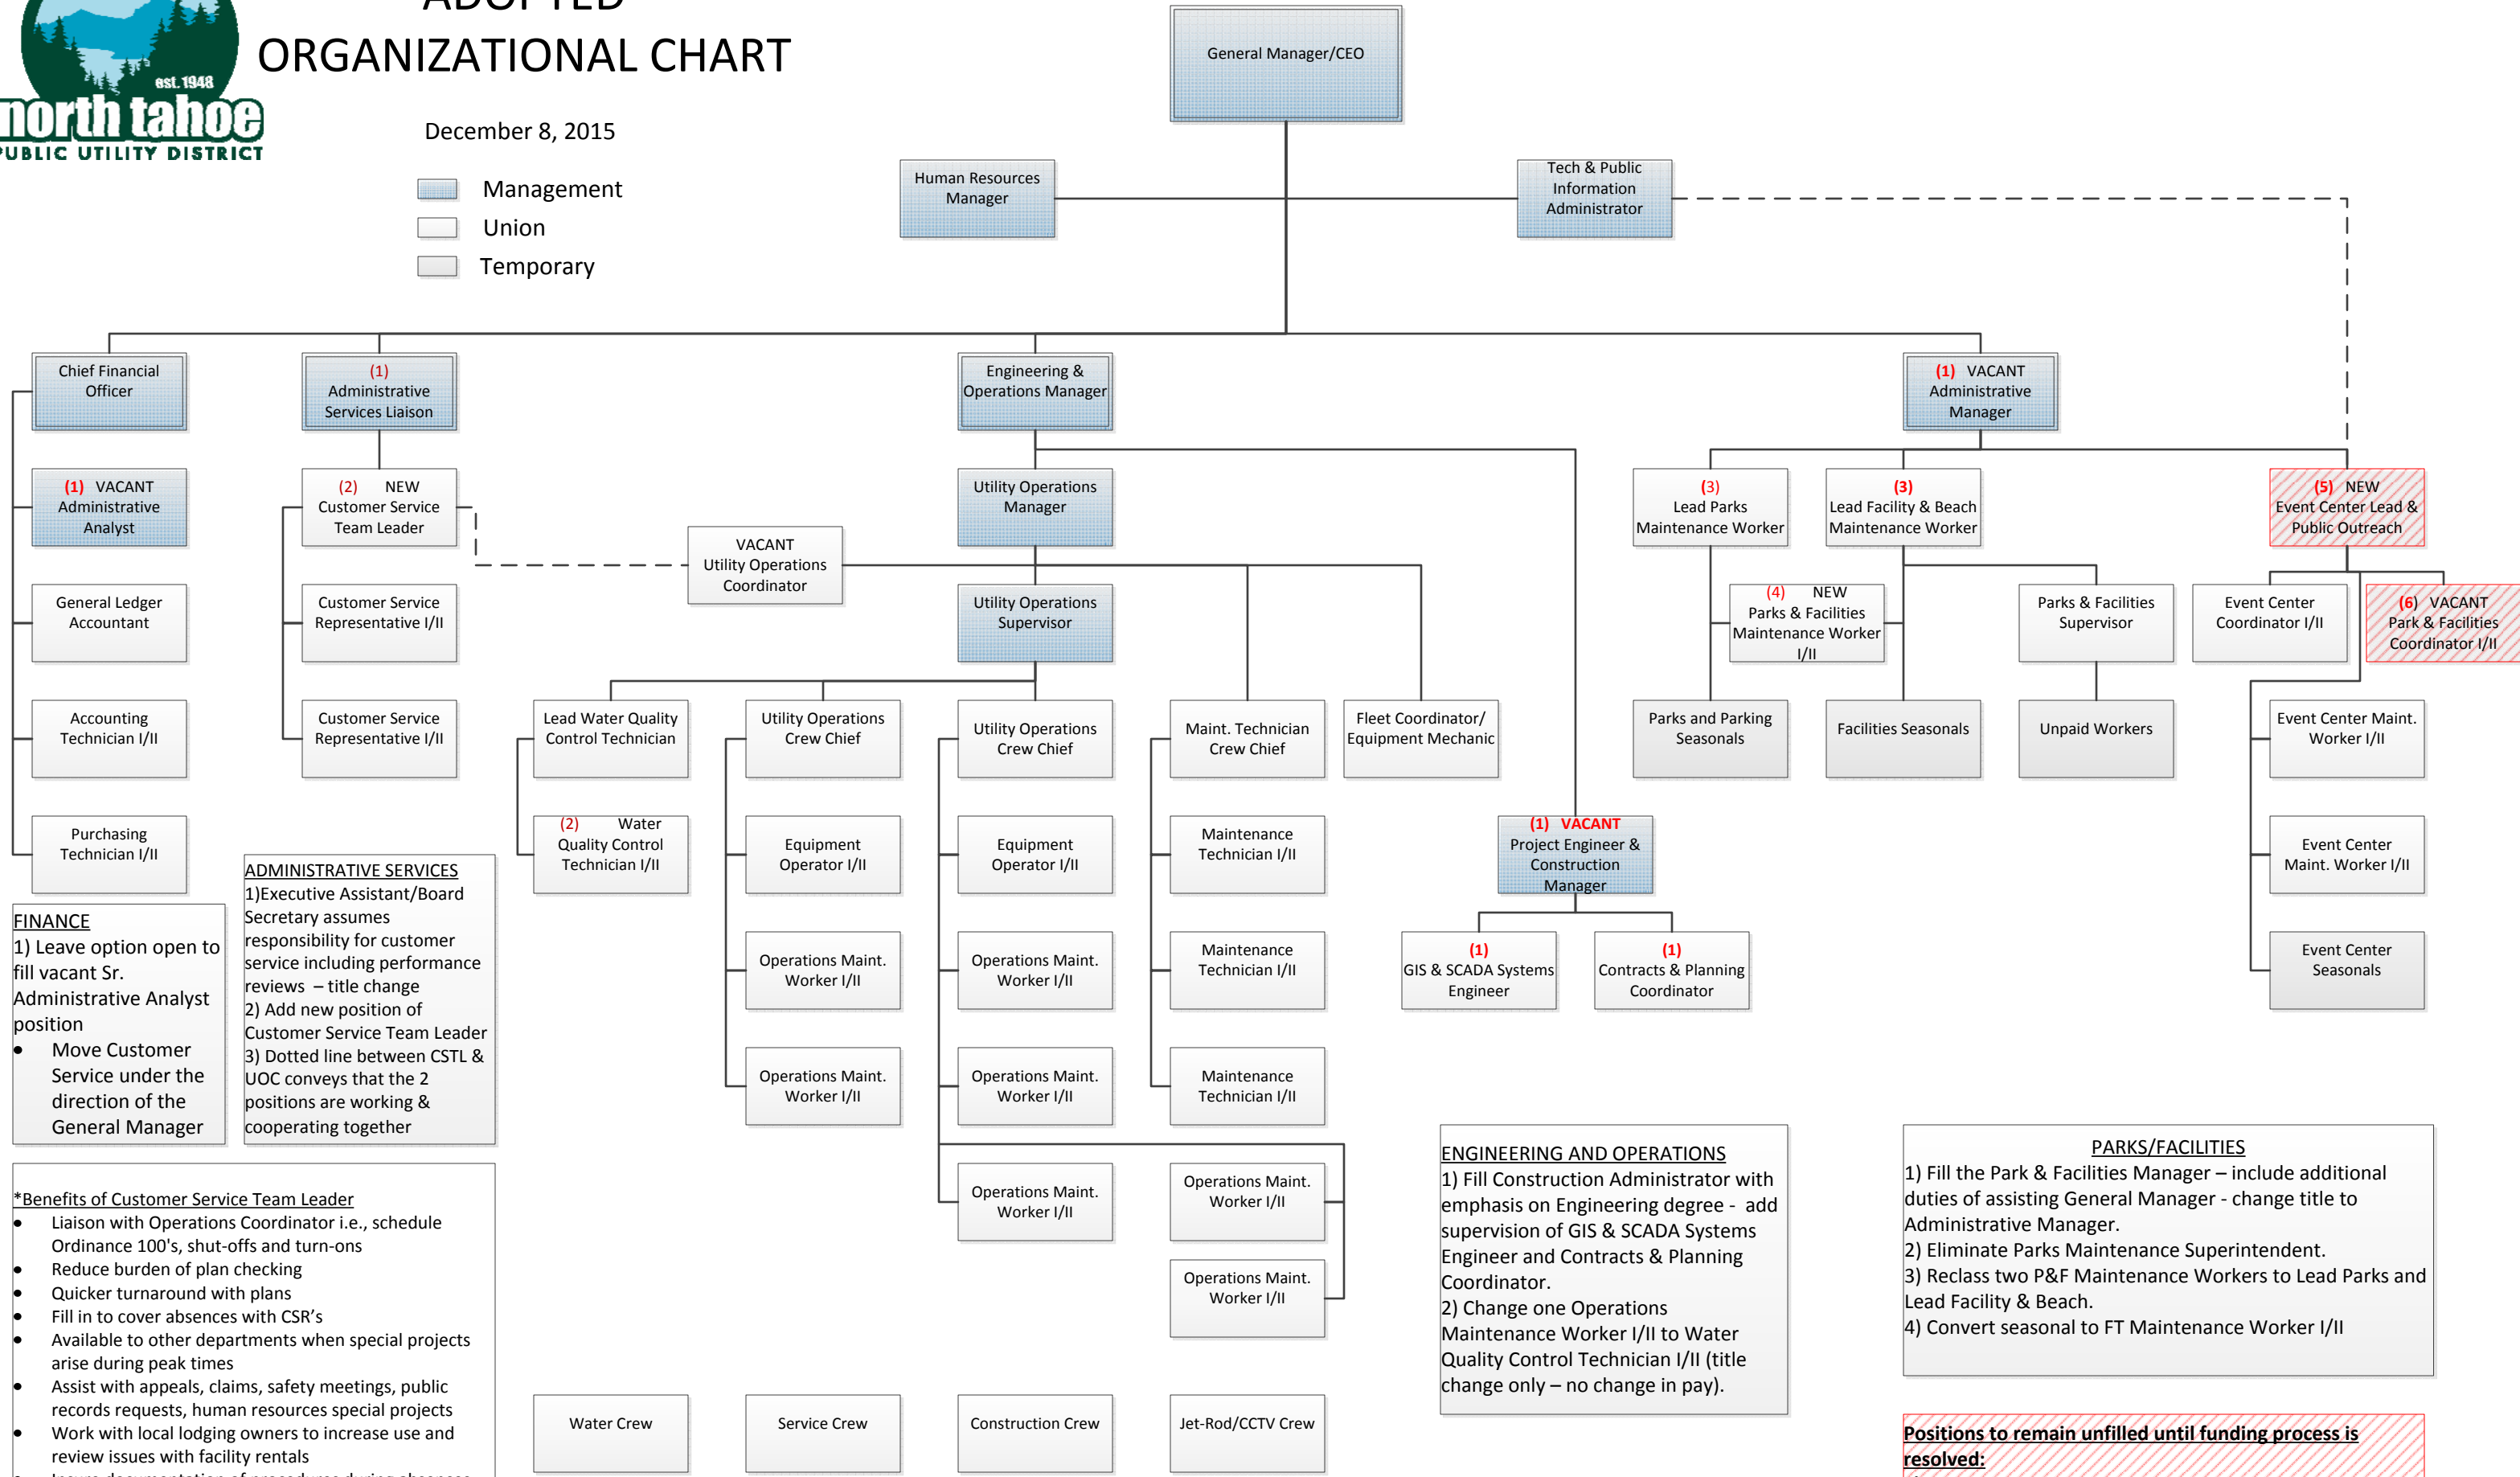 ADOPTED
ORGANIZATIONAL CHART
est. 1948
north tahoe
PUBLIC UTILITY DISTRICT
December 8, 2015
Management
Union
Temporary
General Manager/CEO
Human Resources
Manager
Tech & Public
Information
Administrator
Chief Financial
Officer
(1)
Administrative
Services Liaison
Engineering &
Operations Manager
(1) VACANT
Administrative
Manager
(1) VACANT
Administrative
Analyst
General Ledger
Accountant
Accounting
Technician I/II
Purchasing
Technician I/II
(2) NEW
Customer Service
Team Leader
Customer Service
Representative I/II
Customer Service
Representative I/II
VACANT
Utility Operations
Coordinator
Utility Operations
Manager
Utility Operations
Supervisor
Lead Water Quality
Control Technician
(2) Water
Quality Control
Technician I/II
Utility Operations
Crew Chief
Equipment
Operator I/II
Operations Maint.
Worker I/II
Operations Maint.
Worker I/II
Utility Operations
Crew Chief
Equipment
Operator I/II
Operations Maint.
Worker I/II
Operations Maint.
Worker I/II
Operations Maint.
Worker I/II
Operations Maint.
Worker I/II
Operations Maint.
Worker I/II
Maint. Technician
Crew Chief
Maintenance
Technician I/II
Maintenance
Technician I/II
Maintenance
Technician I/II
Fleet Coordinator/
Equipment Mechanic
(1) VACANT
Project Engineer &
Construction
Manager
(1)
GIS & SCADA Systems
Engineer
(1)
Contracts & Planning
Coordinator
(3)
Lead Parks
Maintenance Worker
(3)
Lead Facility & Beach
Maintenance Worker
(4) NEW
Parks & Facilities
Maintenance Worker
I/II
Parks & Facilities
Supervisor
Parks and Parking
Seasonals
Facilities Seasonals
Unpaid Workers
(5) NEW
Event Center Lead &
Public Outreach
Event Center
Coordinator I/II
(6) VACANT
Park & Facilities
Coordinator I/II
Event Center Maint.
Worker I/II
Event Center
Maint. Worker I/II
Event Center
Seasonals
FINANCE
1) Leave option open to
fill vacant Sr.
Administrative Analyst
position
• Move Customer
Service under the
direction of the
General Manager
ADMINISTRATIVE SERVICES
1)Executive Assistant/Board
Secretary assumes
responsibility for customer
service including performance
reviews – title change
2) Add new position of
Customer Service Team Leader
3) Dotted line between CSTL &
UOC conveys that the 2
positions are working &
cooperating together
*Benefits of Customer Service Team Leader
• Liaison with Operations Coordinator i.e., schedule
Ordinance 100's, shut-offs and turn-ons
• Reduce burden of plan checking
• Quicker turnaround with plans
• Fill in to cover absences with CSR’s
• Available to other departments when special projects
arise during peak times
• Assist with appeals, claims, safety meetings, public
records requests, human resources special projects
• Work with local lodging owners to increase use and
review issues with facility rentals
• Insure documentation of procedures during absences
Water Crew
Service Crew
Construction Crew
Jet-Rod/CCTV Crew
ENGINEERING AND OPERATIONS
1) Fill Construction Administrator with
emphasis on Engineering degree - add
supervision of GIS & SCADA Systems
Engineer and Contracts & Planning
Coordinator.
2) Change one Operations
Maintenance Worker I/II to Water
Quality Control Technician I/II (title
change only – no change in pay).
PARKS/FACILITIES
1) Fill the Park & Facilities Manager – include additional
duties of assisting General Manager - change title to
Administrative Manager.
2) Eliminate Parks Maintenance Superintendent.
3) Reclass two P&F Maintenance Workers to Lead Parks and
Lead Facility & Beach.
4) Convert seasonal to FT Maintenance Worker I/II
Positions to remain unfilled until funding process is
resolved: